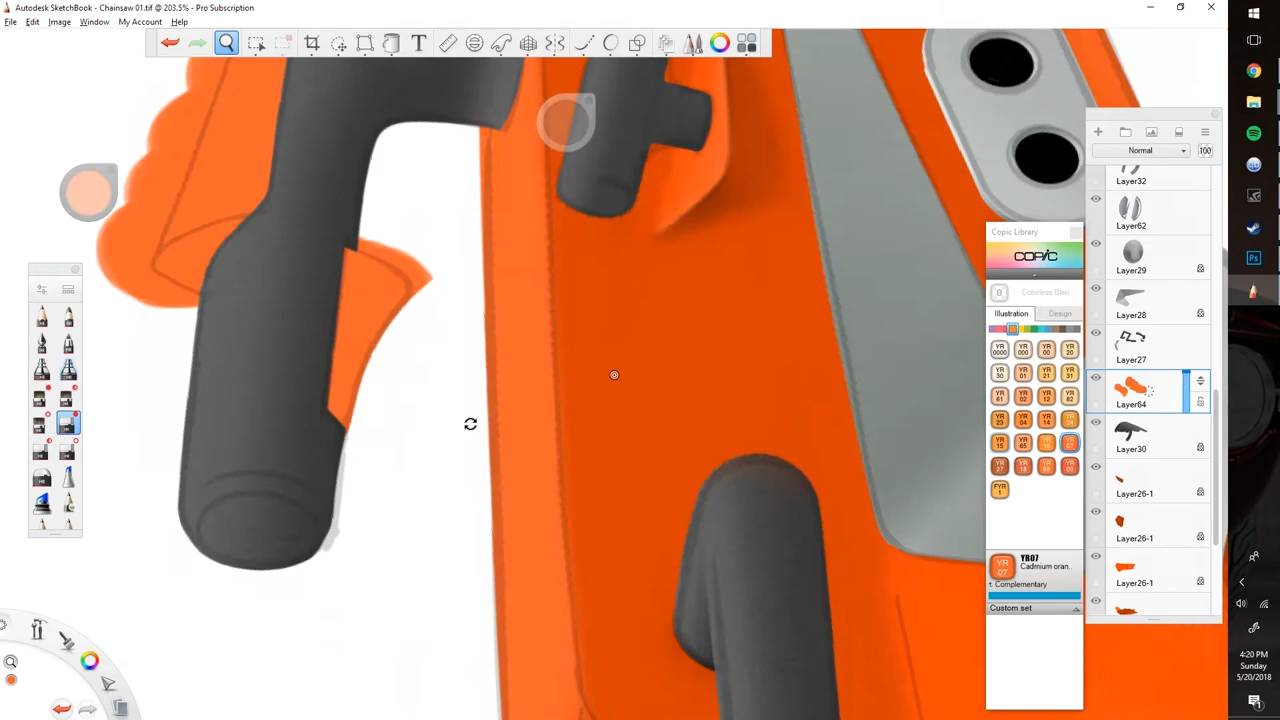 Autodesk SketchBook - Chainsaw 01.tif @ 203.5% - Pro Subscription
File Edit Image Window My Account Help
T
Normal 100
Layer32
Layer62
Layer29
Layer28
Layer27
Layer64
Layer30
Layer26-1
Layer26-1
Layer26-1
Copic Library
COPIC
0 Colorless Blen
Illustration Design
YR 0000 YR 000 YR 00 YR 20
YR 30 YR 01 YR 21 YR 31
YR 61 YR 02 YR 12 YR 82
YR 23 YR 04 YR 14 YR 24
YR 15 YR 65 YR 16 YR 07
YR 27 YR 18 YR 68 YR 09
FYR 1
YR 07 YR07
Cadmium oran..
Complementary
Custom set
Ps
4:20 PM
Sunday
5/20/2018